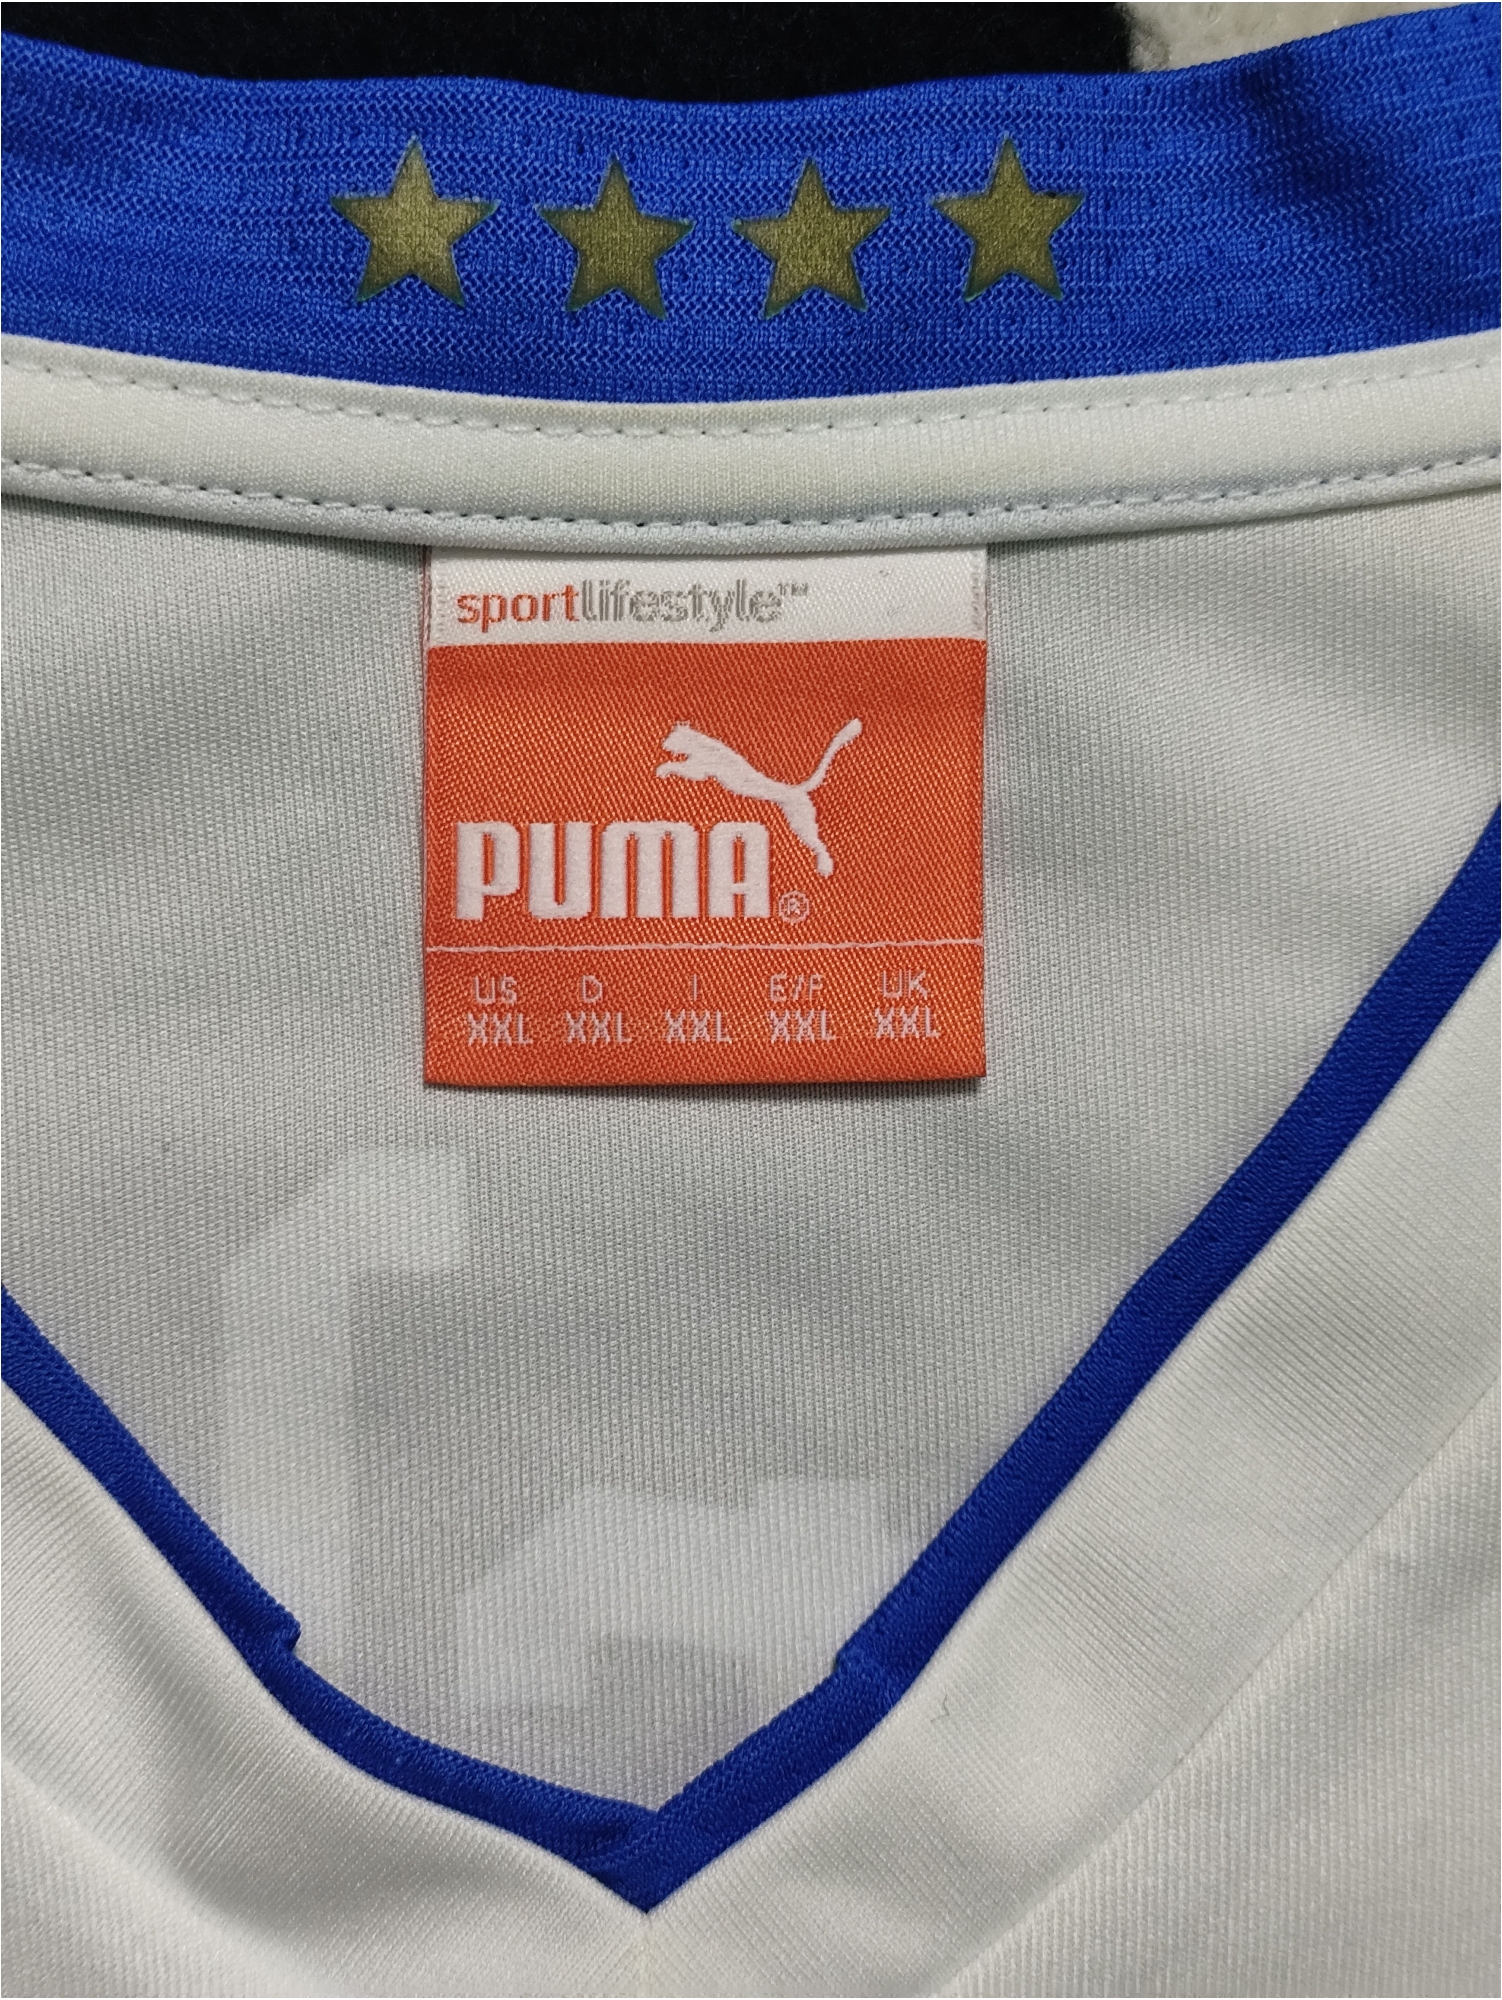 sportlifestyle™
PUMA®
US D I E/F UK
XXL XXL XXL XXL XXL